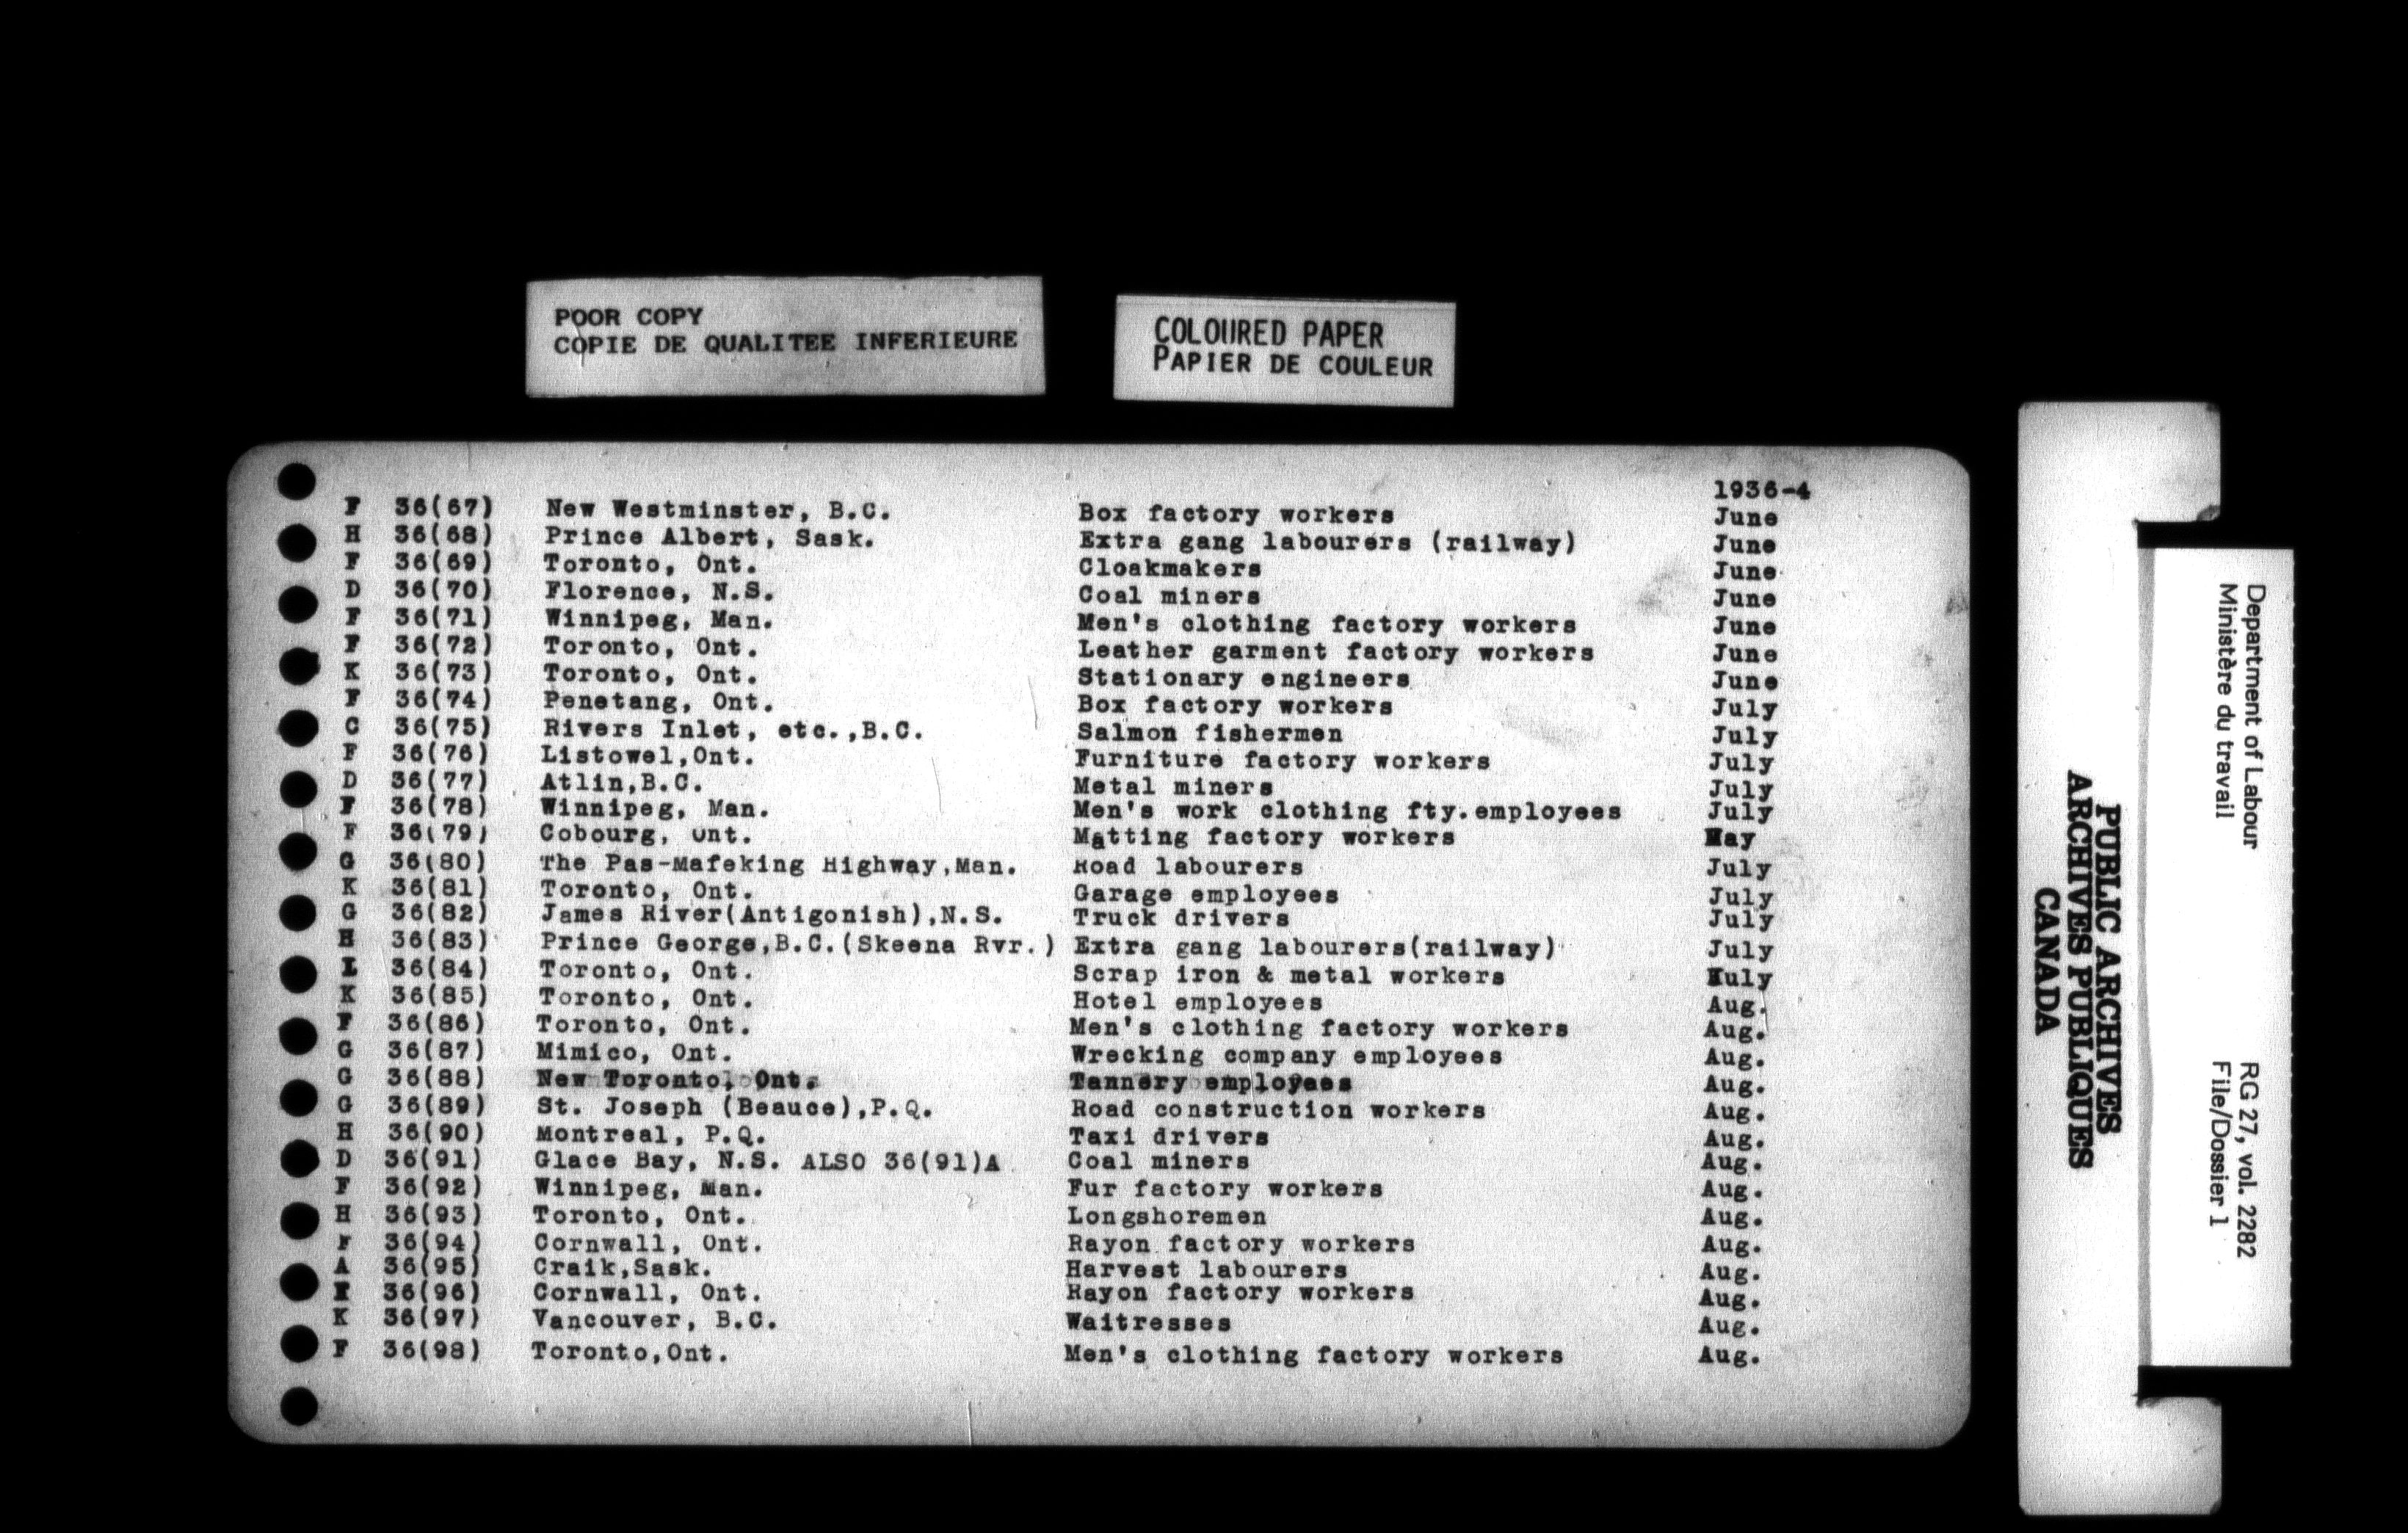 POOR COPY
COPIE DE QUALITEE INFERIEURE
COLOURED PAPER
PAPIER DE COULEUR
1936-4
F 36(67) New Westminster, B.C. Box factory workers June
H 36(68) Prince Albert, Sask. Extra gang labourers (railway) June
F 36(69) Toronto, Ont. Cloakmakers June
D 36(70) Florence, N.S. Coal miners June
F 36(71) Winnipeg, Man. Men's clothing factory workers June
F 36(72) Toronto, Ont. Leather garment factory workers June
K 36(73) Toronto, Ont. Stationary engineers June
F 36(74) Penetang, Ont. Box factory workers July
C 36(75) Rivers Inlet, etc.,B.C. Salmon fishermen July
F 36(76) Listowel,Ont. Furniture factory workers July
D 36(77) Atlin,B.C. Metal miners July
F 36(78) Winnipeg, Man. Men's work clothing fty.employees July
F 36(79) Cobourg, Ont. Matting factory workers May
G 36(80) The Pas-Mafeking Highway,Man. Road labourers July
K 36(81) Toronto, Ont. Garage employees July
G 36(82) James River(Antigonish),N.S. Truck drivers July
H 36(83) Prince George,B.C.(Skeena Rvr.) Extra gang labourers(railway) July
I 36(84) Toronto, Ont. Scrap iron & metal workers July
K 36(85) Toronto, Ont. Hotel employees Aug.
F 36(86) Toronto, Ont. Men's clothing factory workers Aug.
G 36(87) Mimico, Ont. Wrecking company employees Aug.
G 36(88) New Toronto, Ont. Tannery employees Aug.
G 36(89) St. Joseph (Beauce),P.Q. Road construction workers Aug.
H 36(90) Montreal, P.Q. Taxi drivers Aug.
D 36(91) Glace Bay, N.S. ALSO 36(91)A Coal miners Aug.
F 36(92) Winnipeg, Man. Fur factory workers Aug.
H 36(93) Toronto, Ont. Longshoremen Aug.
F 36(94) Cornwall, Ont. Rayon factory workers Aug.
A 36(95) Craik,Sask. Harvest labourers Aug.
F 36(96) Cornwall, Ont. Rayon factory workers Aug.
K 36(97) Vancouver, B.C. Waitresses Aug.
F 36(98) Toronto,Ont. Men's clothing factory workers Aug.
PUBLIC ARCHIVES
ARCHIVES PUBLIQUES
CANADA
Department of Labour
Ministère du travail
RG 27, vol. 2282
File/Dossier 1